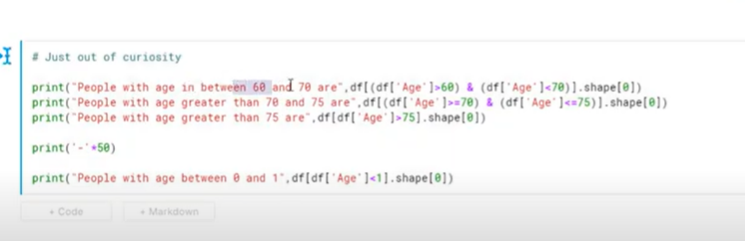 # Just out of curiosity
print("People with age in between 60 and 70 are",df[(df['Age']>60) & (df['Age']<70)].shape[0])
print("People with age greater than 70 and 75 are",df[(df['Age']>=70) & (df['Age']<=75)].shape[0])
print("People with age greater than 75 are",df[df['Age']>75].shape[0])
print('-'*50)
print("People with age between 0 and 1",df[df['Age']<1].shape[0])
+ Code
+ Markdown